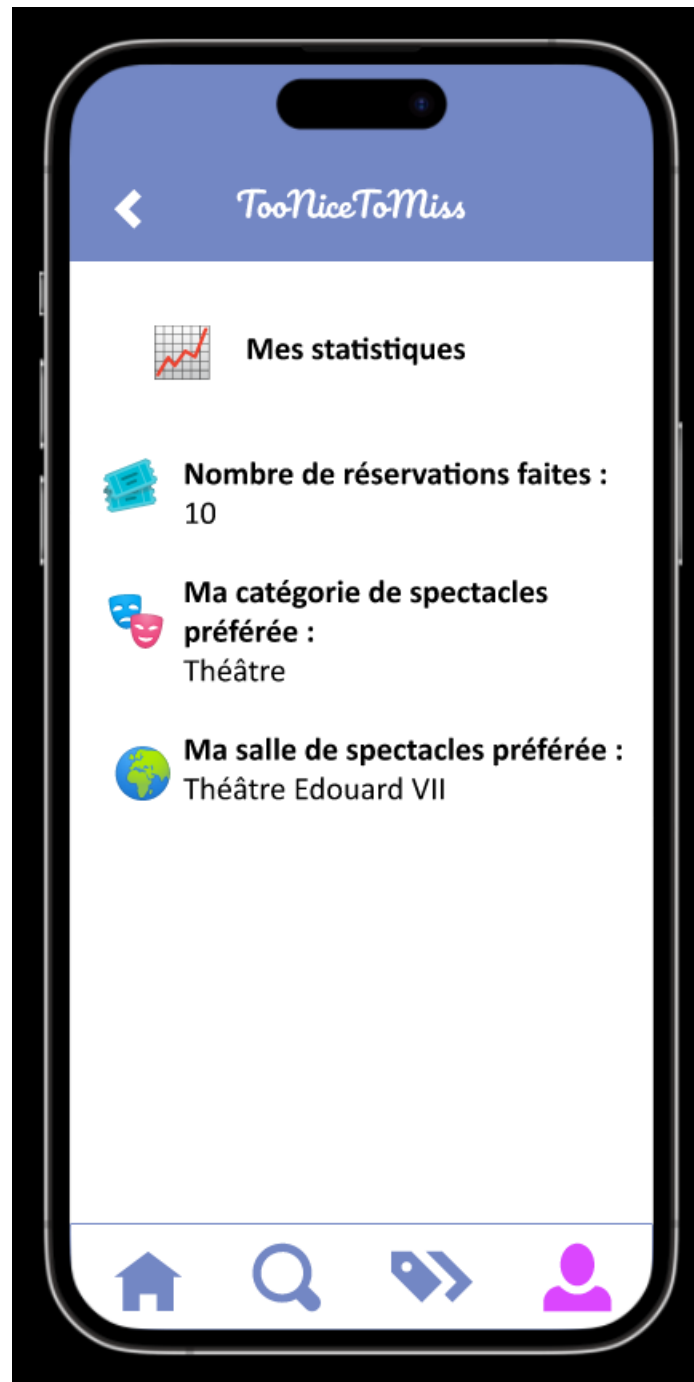 TooNiceToMiss
Mes statistiques
Nombre de réservations faites :
10
Ma catégorie de spectacles
préférée :
Théâtre
Ma salle de spectacles préférée :
Théâtre Edouard VII